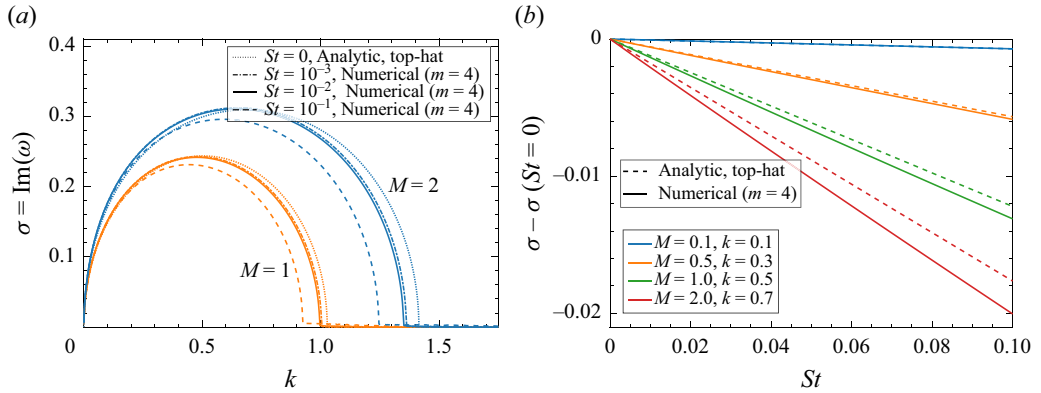 (a)
0.4
0.3
0.2
0.1
0
0.5
1.0
1.5
σ = Im(ω)
k
St = 0, Analytic, top-hat
St = 10⁻³, Numerical (m = 4)
St = 10⁻², Numerical (m = 4)
St = 10⁻¹, Numerical (m = 4)
M = 2
M = 1
(b)
0
−0.01
−0.02
0
0.02
0.04
0.06
0.08
0.10
σ − σ (St = 0)
St
Analytic, top-hat
Numerical (m = 4)
M = 0.1, k = 0.1
M = 0.5, k = 0.3
M = 1.0, k = 0.5
M = 2.0, k = 0.7